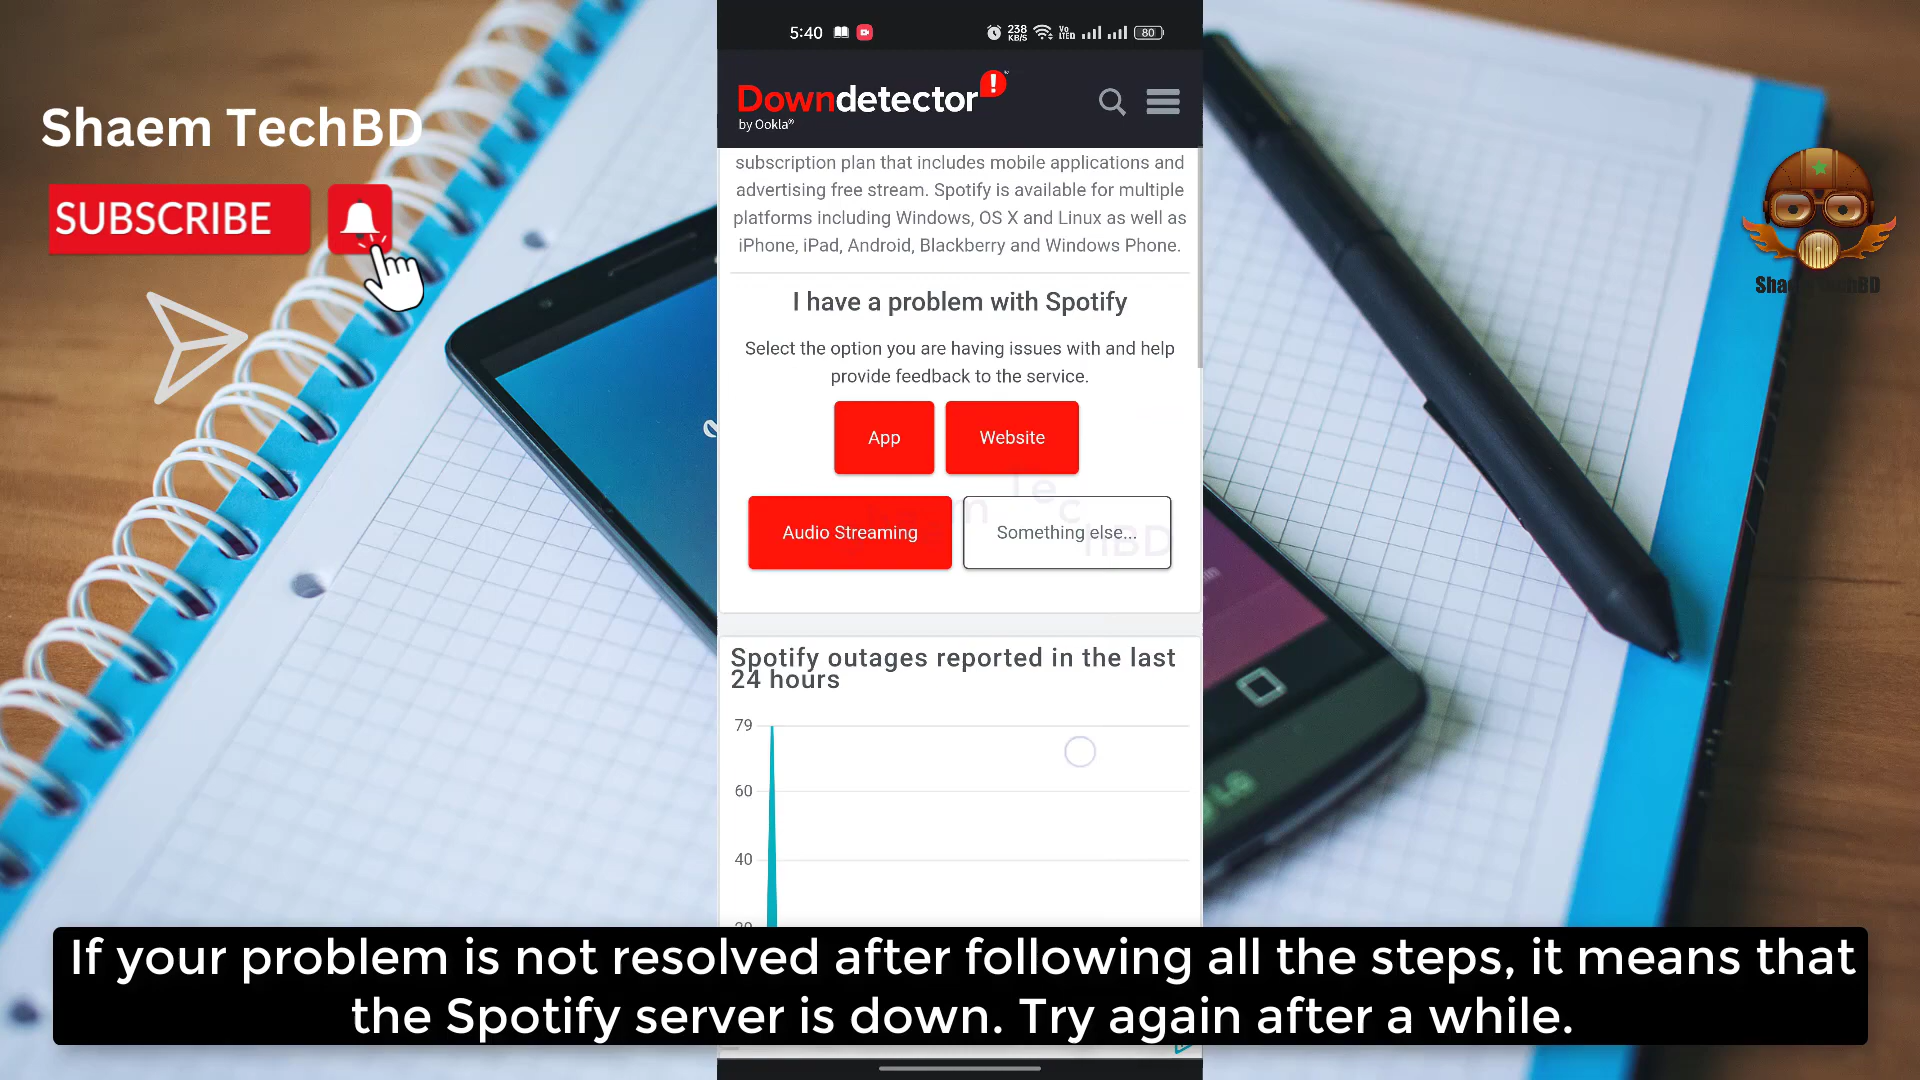 Shaem TechBD
SUBSCRIBE
5:40
238
KB/S
Vo
LTED
80
Downdetector
by Ookla®
subscription plan that includes mobile applications and
advertising free stream. Spotify is available for multiple
platforms including Windows, OS X and Linux as well as
iPhone, iPad, Android, Blackberry and Windows Phone.
I have a problem with Spotify
Select the option you are having issues with and help
provide feedback to the service.
App
Website
Audio Streaming
Something else...
Spotify outages reported in the last
24 hours
79
60
40
If your problem is not resolved after following all the steps, it means that
the Spotify server is down. Try again after a while.